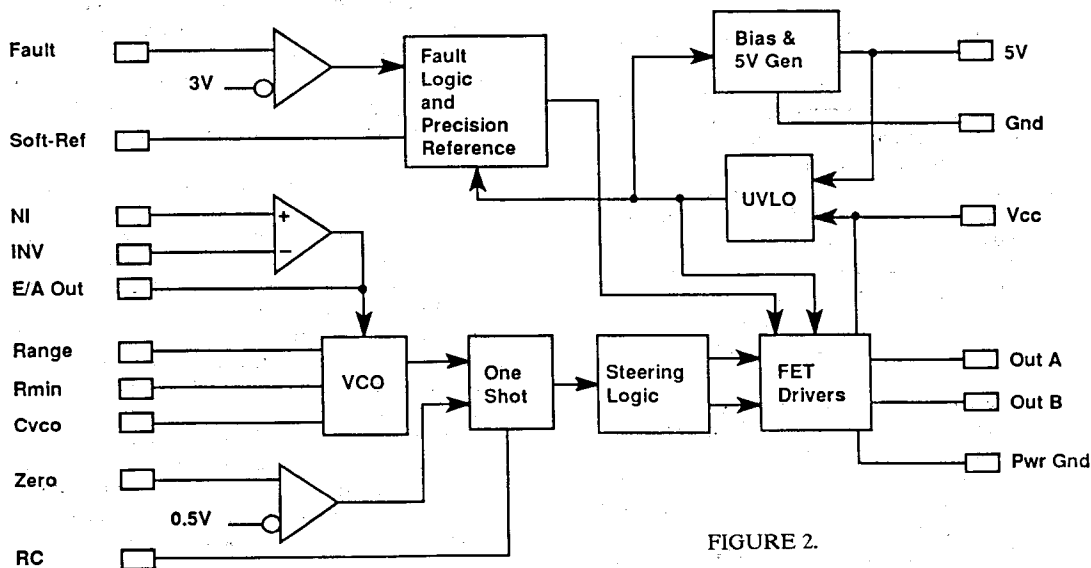 Fault
3V
Fault
Logic
and
Precision
Reference
Bias &
5V Gen
5V
Soft-Ref
Gnd
UVLO
Vcc
NI
+
INV
−
E/A Out
Range
Rmin
Cvco
VCO
One
Shot
Steering
Logic
FET
Drivers
Out A
Out B
Pwr Gnd
Zero
0.5V
RC
FIGURE 2.